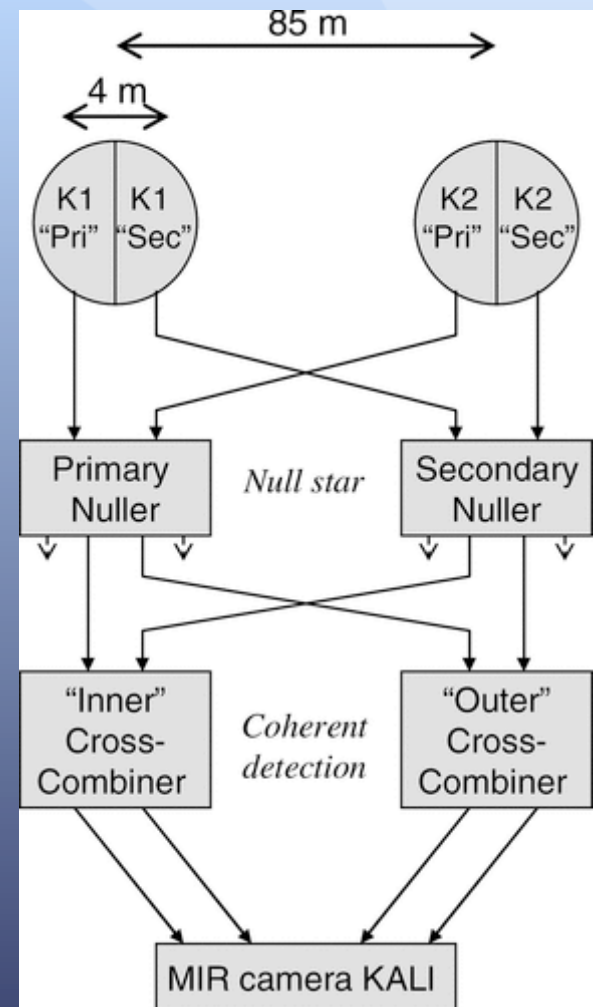 85 m
4 m
K1 K1 K2 K2
“Pri” “Sec” “Pri” “Sec”
Primary Nuller
Null star
Secondary Nuller
“Inner” Cross-Combiner
Coherent detection
“Outer” Cross-Combiner
MIR camera KALI